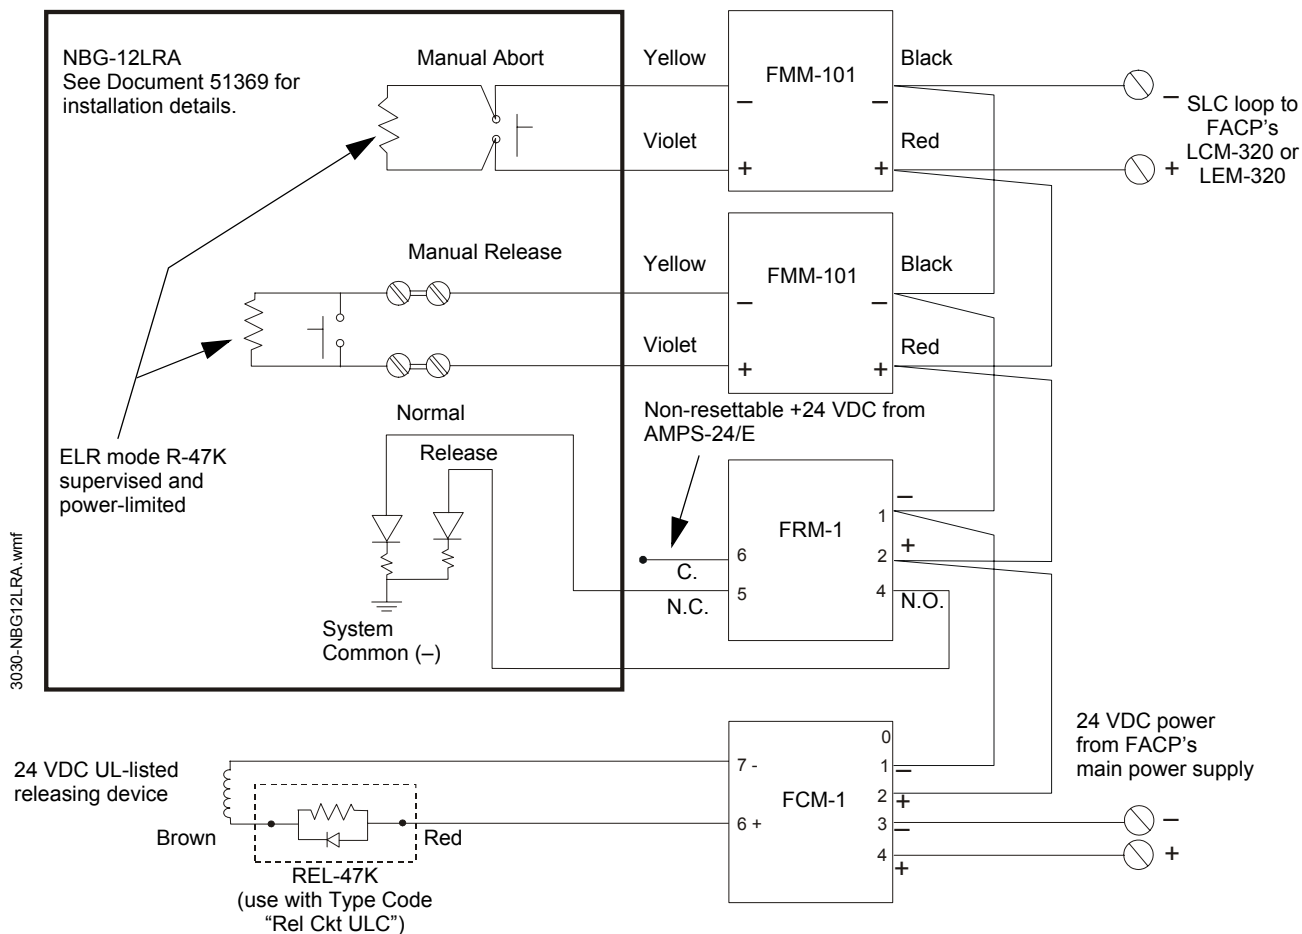 NBG-12LRA
See Document 51369 for
installation details.
Manual Abort
Yellow
FMM-101
Black
–
–
–
SLC loop to
FACP's
LCM-320 or
LEM-320
Violet
Red
+
+
+
Manual Release
Yellow
FMM-101
Black
–
–
Violet
Red
+
+
Normal
Release
Non-resettable +24 VDC from
AMPS-24/E
ELR mode R-47K
supervised and
power-limited
FRM-1
–
1
+
2
6
C.
5
N.C.
4
N.O.
System
Common (–)
3030-NBG12LRA.wmf
24 VDC UL-listed
releasing device
Brown
Red
REL-47K
(use with Type Code
“Rel Ckt ULC”)
FCM-1
7 -
6 +
0
1
–
2
+
3
–
4
+
24 VDC power
from FACP's
main power supply
–
+